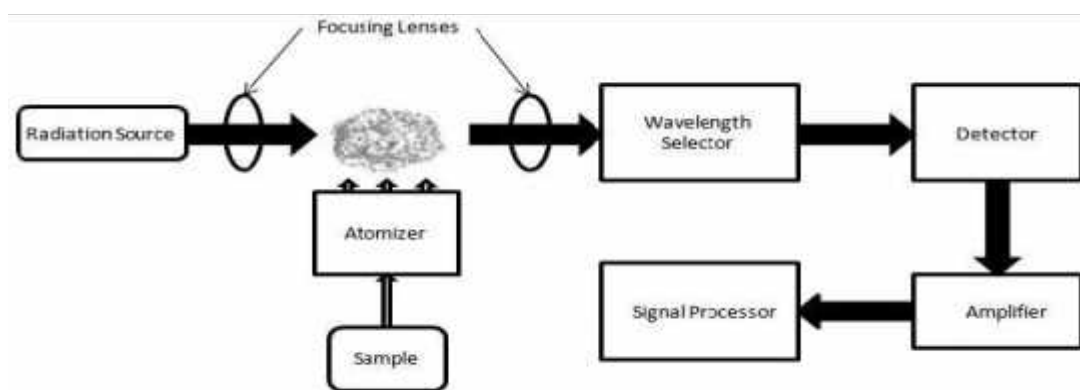 Focusing Lenses
Radiation Source
Wavelength
Selector
Detector
Atomizer
Sample
Signal Processor
Amplifier